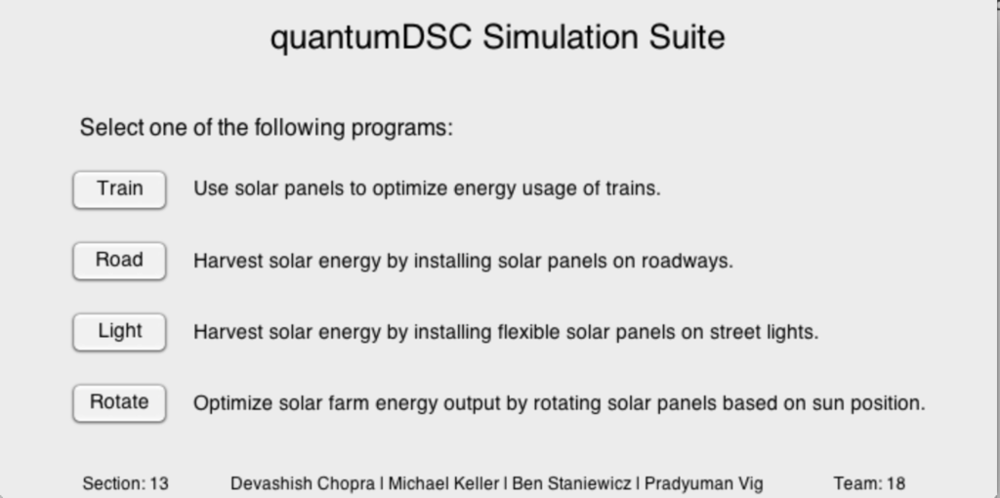 quantumDSC Simulation Suite
Select one of the following programs:
Train Use solar panels to optimize energy usage of trains.
Road Harvest solar energy by installing solar panels on roadways.
Light Harvest solar energy by installing flexible solar panels on street lights.
Rotate Optimize solar farm energy output by rotating solar panels based on sun position.
Section: 13 Devashish Chopra | Michael Keller | Ben Staniewicz | Pradyuman Vig Team: 18